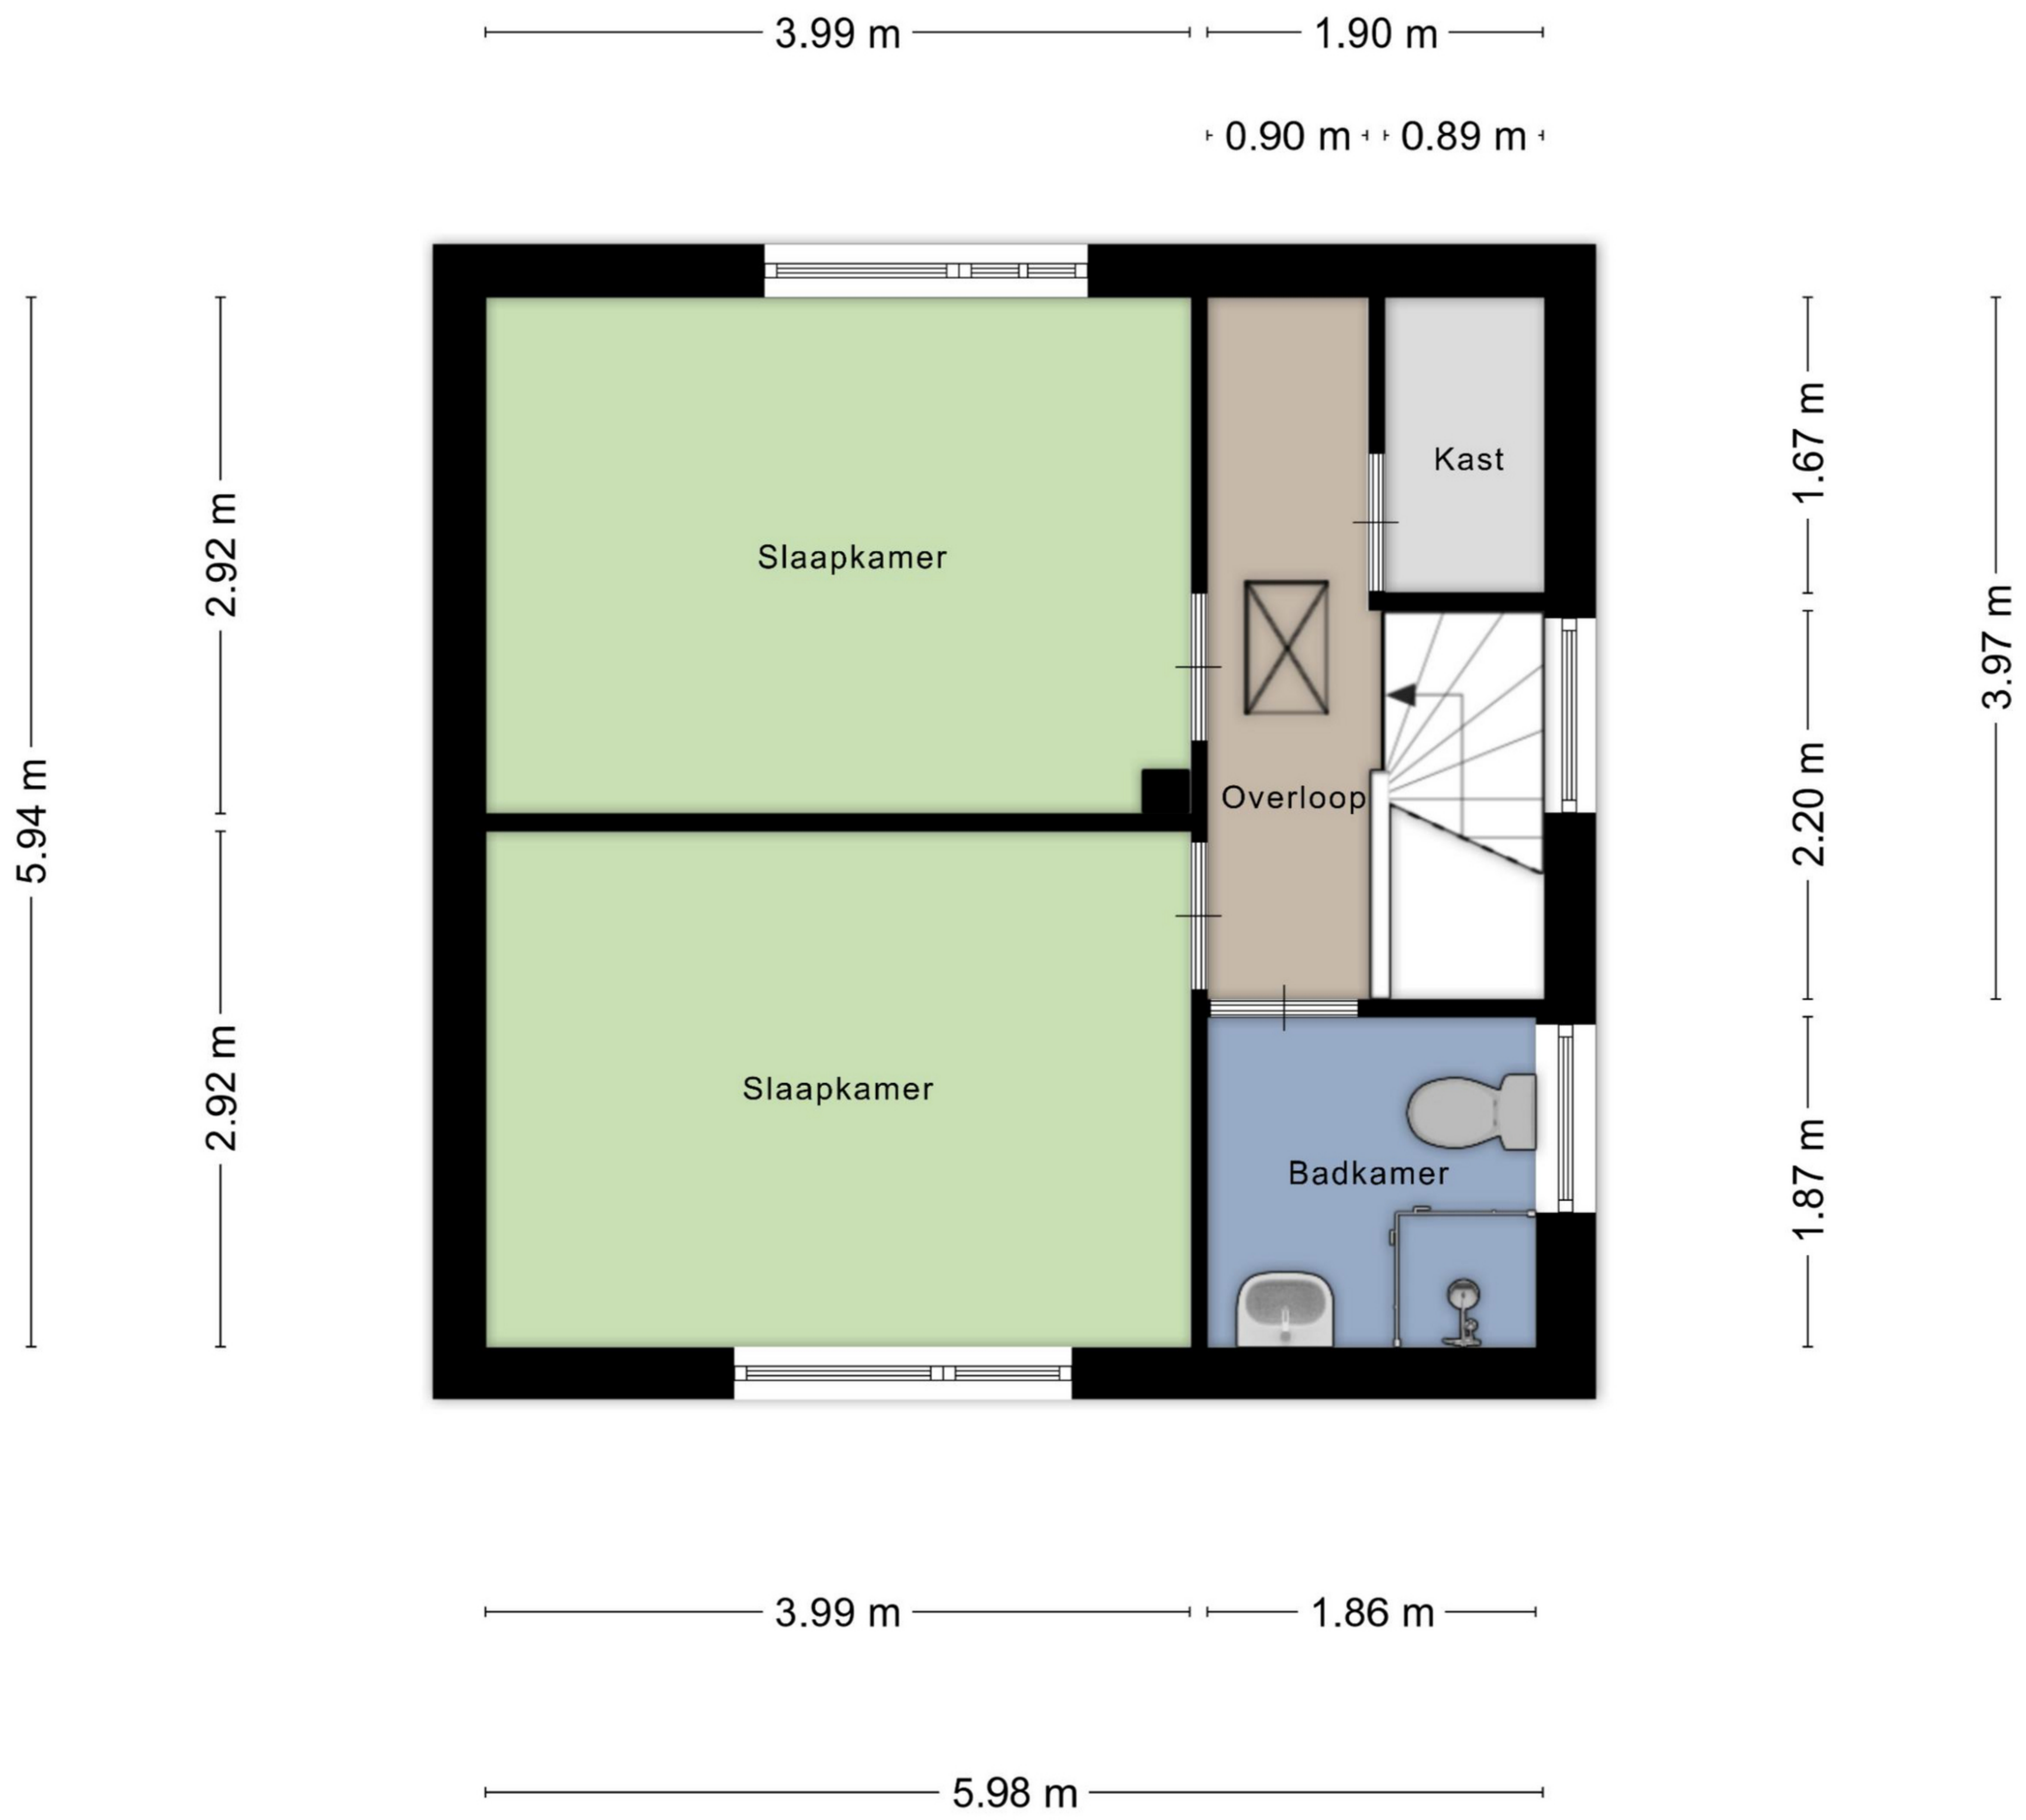 3.99 m
1.90 m
0.90 m
0.89 m
Kast
1.67 m
2.92 m
Slaapkamer
3.97 m
5.94 m
Overloop
2.20 m
2.92 m
Slaapkamer
Badkamer
1.87 m
3.99 m
1.86 m
5.98 m